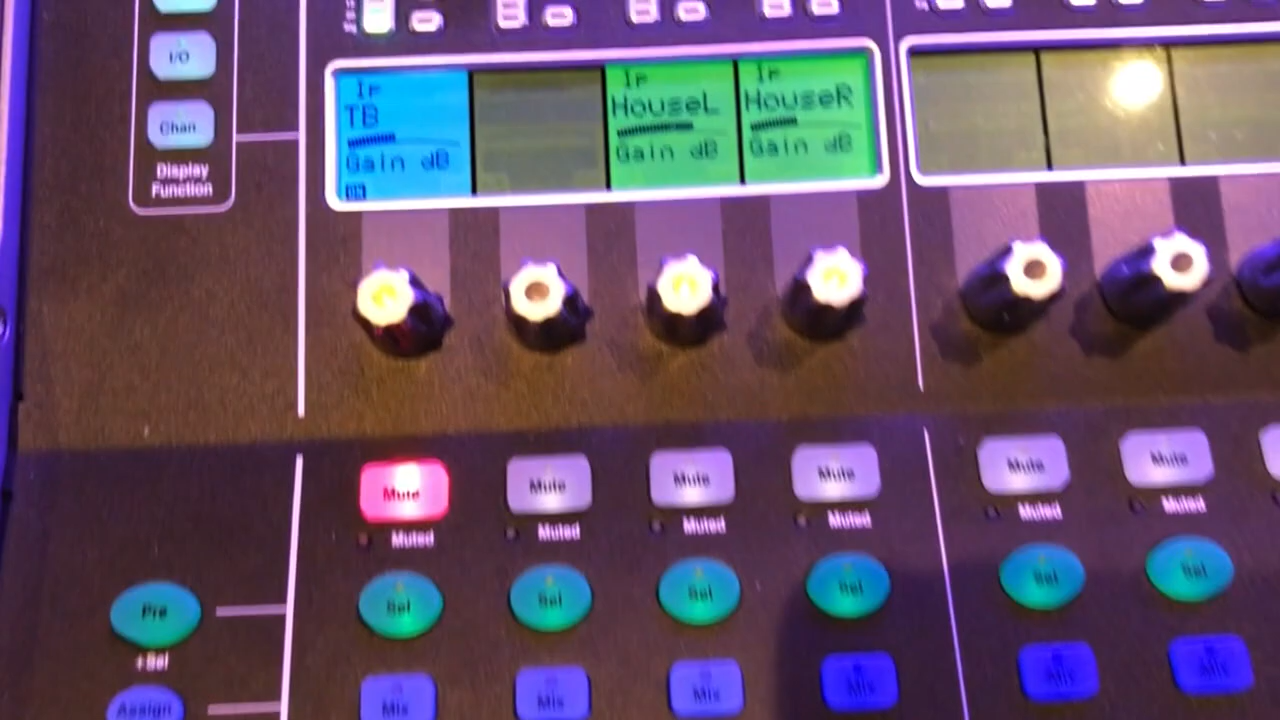 I/O
Chan
Display
Function
Ip
TB
Gain dB
Ip
HouseL
Gain dB
Ip
HouseR
Gain dB
Mute
Mute
Mute
Mute
Mute
Mute
Muted
Muted
Muted
Muted
Muted
Muted
Pre
Sel
Sel
Sel
Sel
Sel
Sel
+Sel
Assign
Mix
Mix
Mix
Mix
Mix
Mix